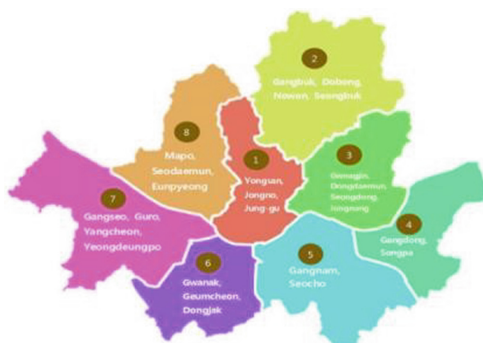 1
Yongsan,
Jongno,
Jung-gu
2
Gangbuk, Dobong,
Nowon, Seongbuk
3
Gwnagjin,
Dongdaemun,
Seongdong,
Jungnang
4
Gangdong,
Songpa
5
Gangnam,
Seocho
6
Gwanak,
Geumcheon,
Dongjak
7
Gangseo, Guro,
Yangcheon,
Yeongdeungpo
8
Mapo,
Seodaemun,
Eunpyeong